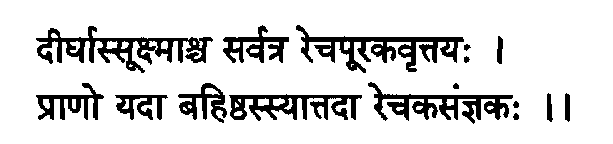 दीर्घास्सूक्ष्माश्च सर्वत्र रेचपूरकवृत्तयः ।
प्राणो यदा बहिष्ठस्स्यात्तदा रेचकसंज्ञकः ।।